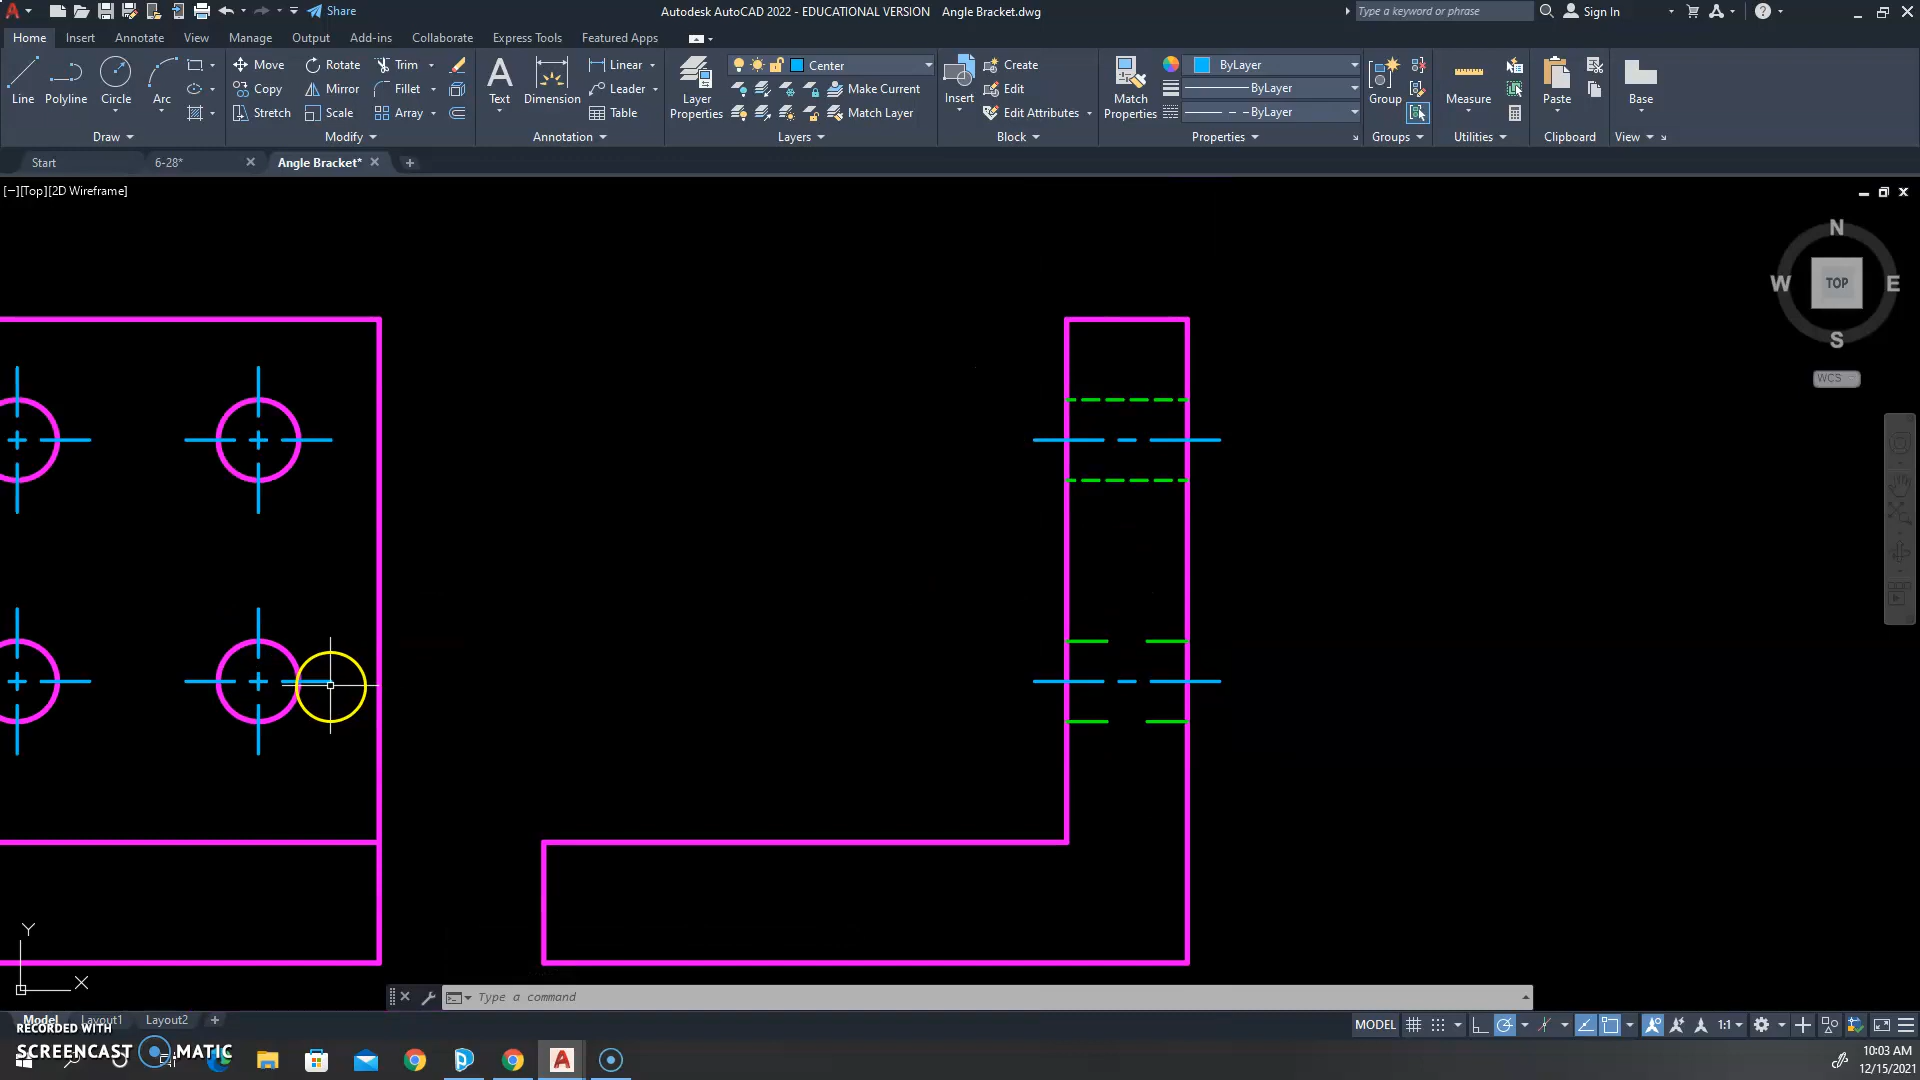 Share
Autodesk AutoCAD 2022 - EDUCATIONAL VERSION Angle Bracket.dwg
Type a keyword or phrase
Sign In
Home Insert Annotate View Manage Output Add-ins Collaborate Express Tools Featured Apps
Line Polyline Circle Arc
Move Rotate Trim
Copy Mirror Fillet
Stretch Scale Array
Text Dimension
Linear
Leader
Table
Layer Properties
Center
Make Current
Match Layer
Insert
Create
Edit
Edit Attributes
Match Properties
ByLayer
ByLayer
ByLayer
Group
Measure
Paste
Base
Draw Modify Annotation Layers Block Properties Groups Utilities Clipboard View
Start 6-28* Angle Bracket*
[−][Top][2D Wireframe]
N
W TOP E
S
WCS
Y
X
Type a command
Model Layout1 Layout2
MODEL 1:1
RECORDED WITH
SCREENCAST MATIC
10:03 AM
12/15/2021